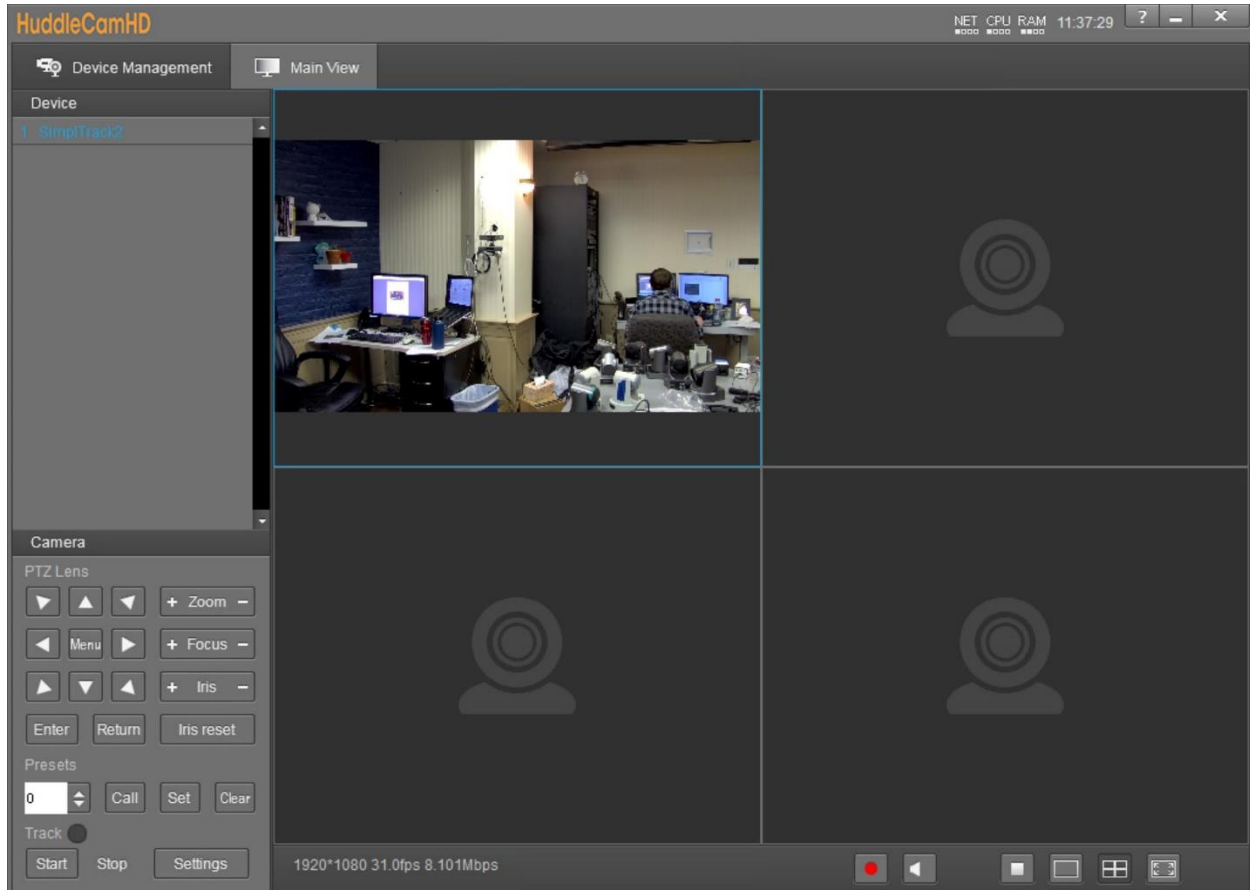 HuddleCamHD
NET CPU RAM 11:37:29 ?
Device Management
Main View
Device
1 SimplTrack2
Camera
PTZ Lens
+ Zoom -
Menu
+ Focus -
+ Iris -
Enter
Return
Iris reset
Presets
0
Call
Set
Clear
Track
Start
Stop
Settings
1920*1080 31.0fps 8.101Mbps